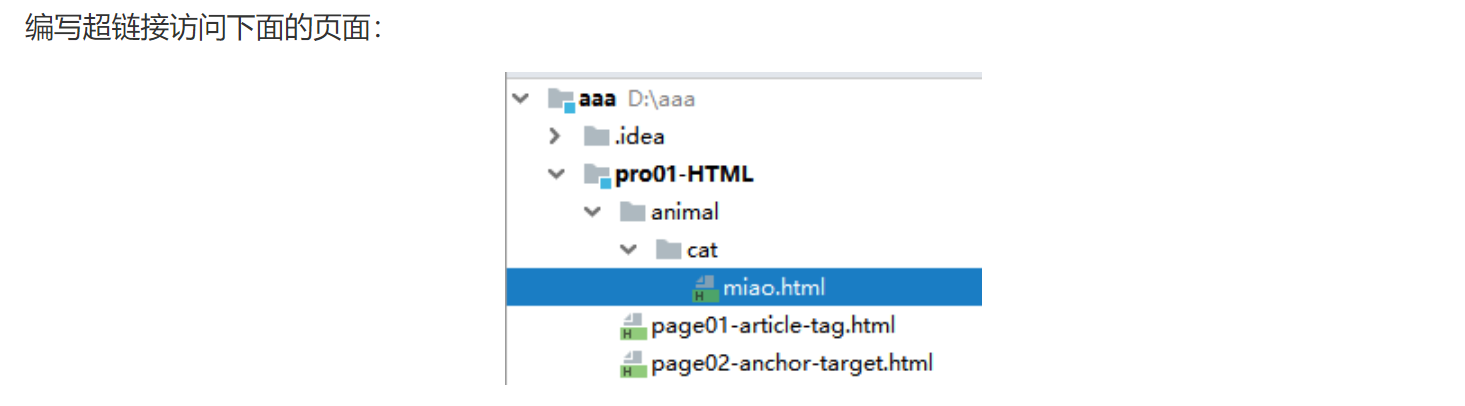 编写超链接访问下面的页面：
aaa D:\aaa
.idea
pro01-HTML
animal
cat
miao.html
page01-article-tag.html
page02-anchor-target.html